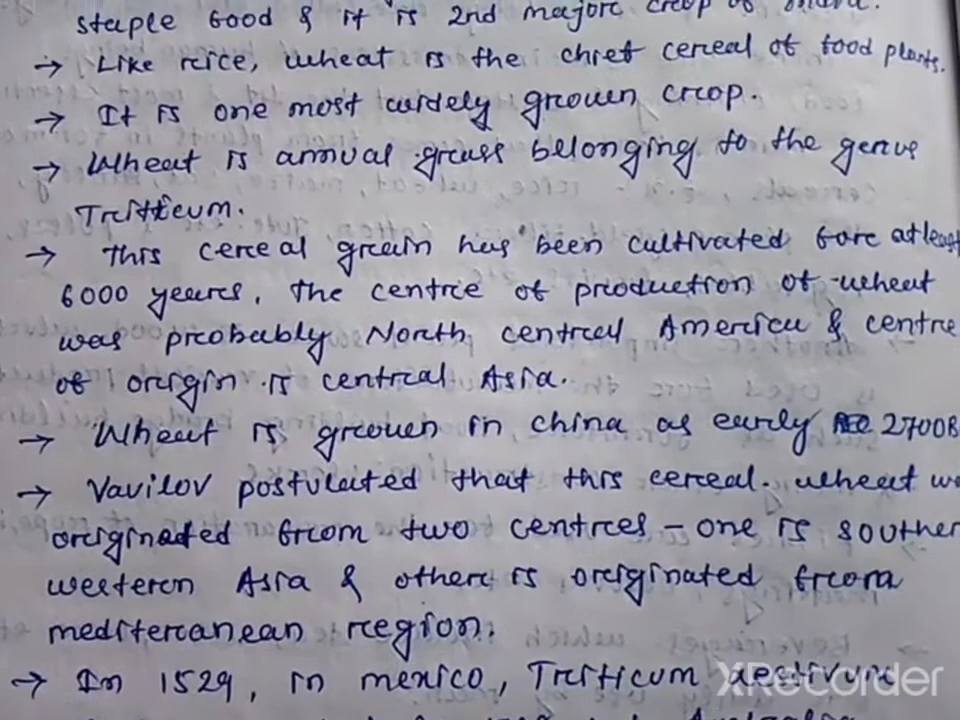 staple food & it is 2nd major crop of
→ Like rice, wheat is the chief cereal of food plants.
→ It is one most widely grown crop.
→ Wheat is annual grass belonging to the genus
Triticum.
→ This cereal grain has been cultivated for atleast
6000 years. The centre of production of wheat
was probably North central America & centre
of origin is central Asia.
→ Wheat is grown in china as early 2700B
→ Vavilov postulated that this cereal. wheat wa
originated from two centres - one is souther
western Asia & other is originated from
mediterranean region.
→ In 1529, in mexico, Triticum aestivum
XRecorder